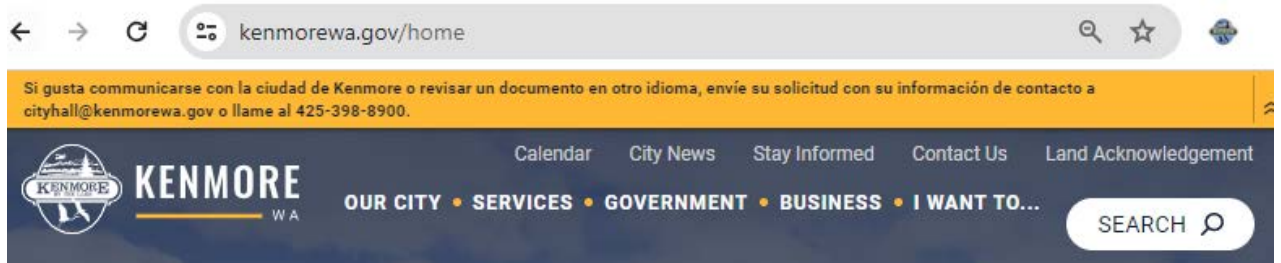 kenmorewa.gov/home
Si gusta communicarse con la ciudad de Kenmore o revisar un documento en otro idioma, envíe su solicitud con su información de contacto a
cityhall@kenmorewa.gov o llame al 425-398-8900.
Calendar City News Stay Informed Contact Us Land Acknowledgement
KENMORE
KENMORE
WA
OUR CITY • SERVICES • GOVERNMENT • BUSINESS • I WANT TO...
SEARCH